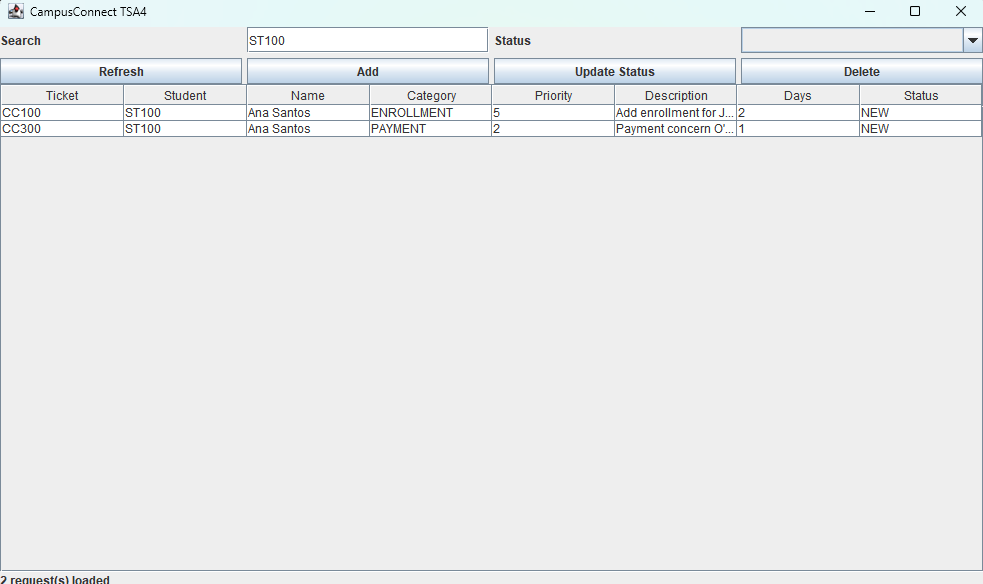 CampusConnect TSA4
Search ST100 Status
Refresh Add Update Status Delete
Ticket Student Name Category Priority Description Days Status
CC100 ST100 Ana Santos ENROLLMENT 5 Add enrollment for J... 2 NEW
CC300 ST100 Ana Santos PAYMENT 2 Payment concern O'... 1 NEW
2 request(s) loaded